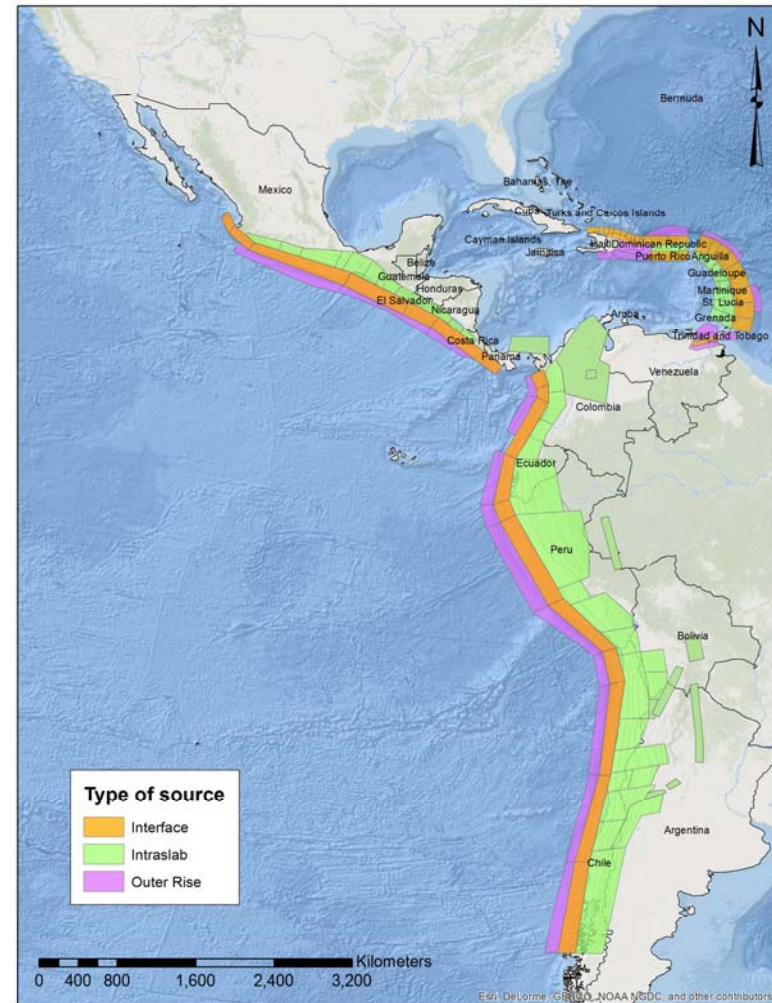 N
Bermuda
Mexico
Bahamas, The
Cuba
Turks and Caicos Islands
Cayman Islands
Jamaica
Haiti
Dominican Republic
Puerto Rico
Anguilla
Guadeloupe
Martinique
St. Lucia
Grenada
Trinidad and Tobago
Aruba
Belize
Guatemala
Honduras
El Salvador
Nicaragua
Costa Rica
Panama
Venezuela
Colombia
Ecuador
Peru
Bolivia
Argentina
Chile
Type of source
Interface
Intraslab
Outer Rise
Kilometers
0 400 800 1,600 2,400 3,200
Esri, DeLorme, GEBCO, NOAA NGDC, and other contributors